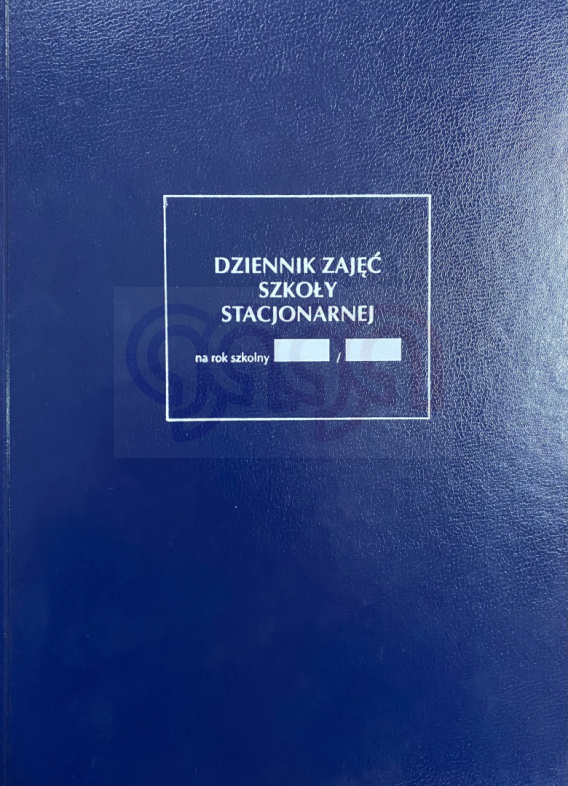 DZIENNIK ZAJĘĆ
SZKOŁY
STACJONARNEJ
na rok szkolny /